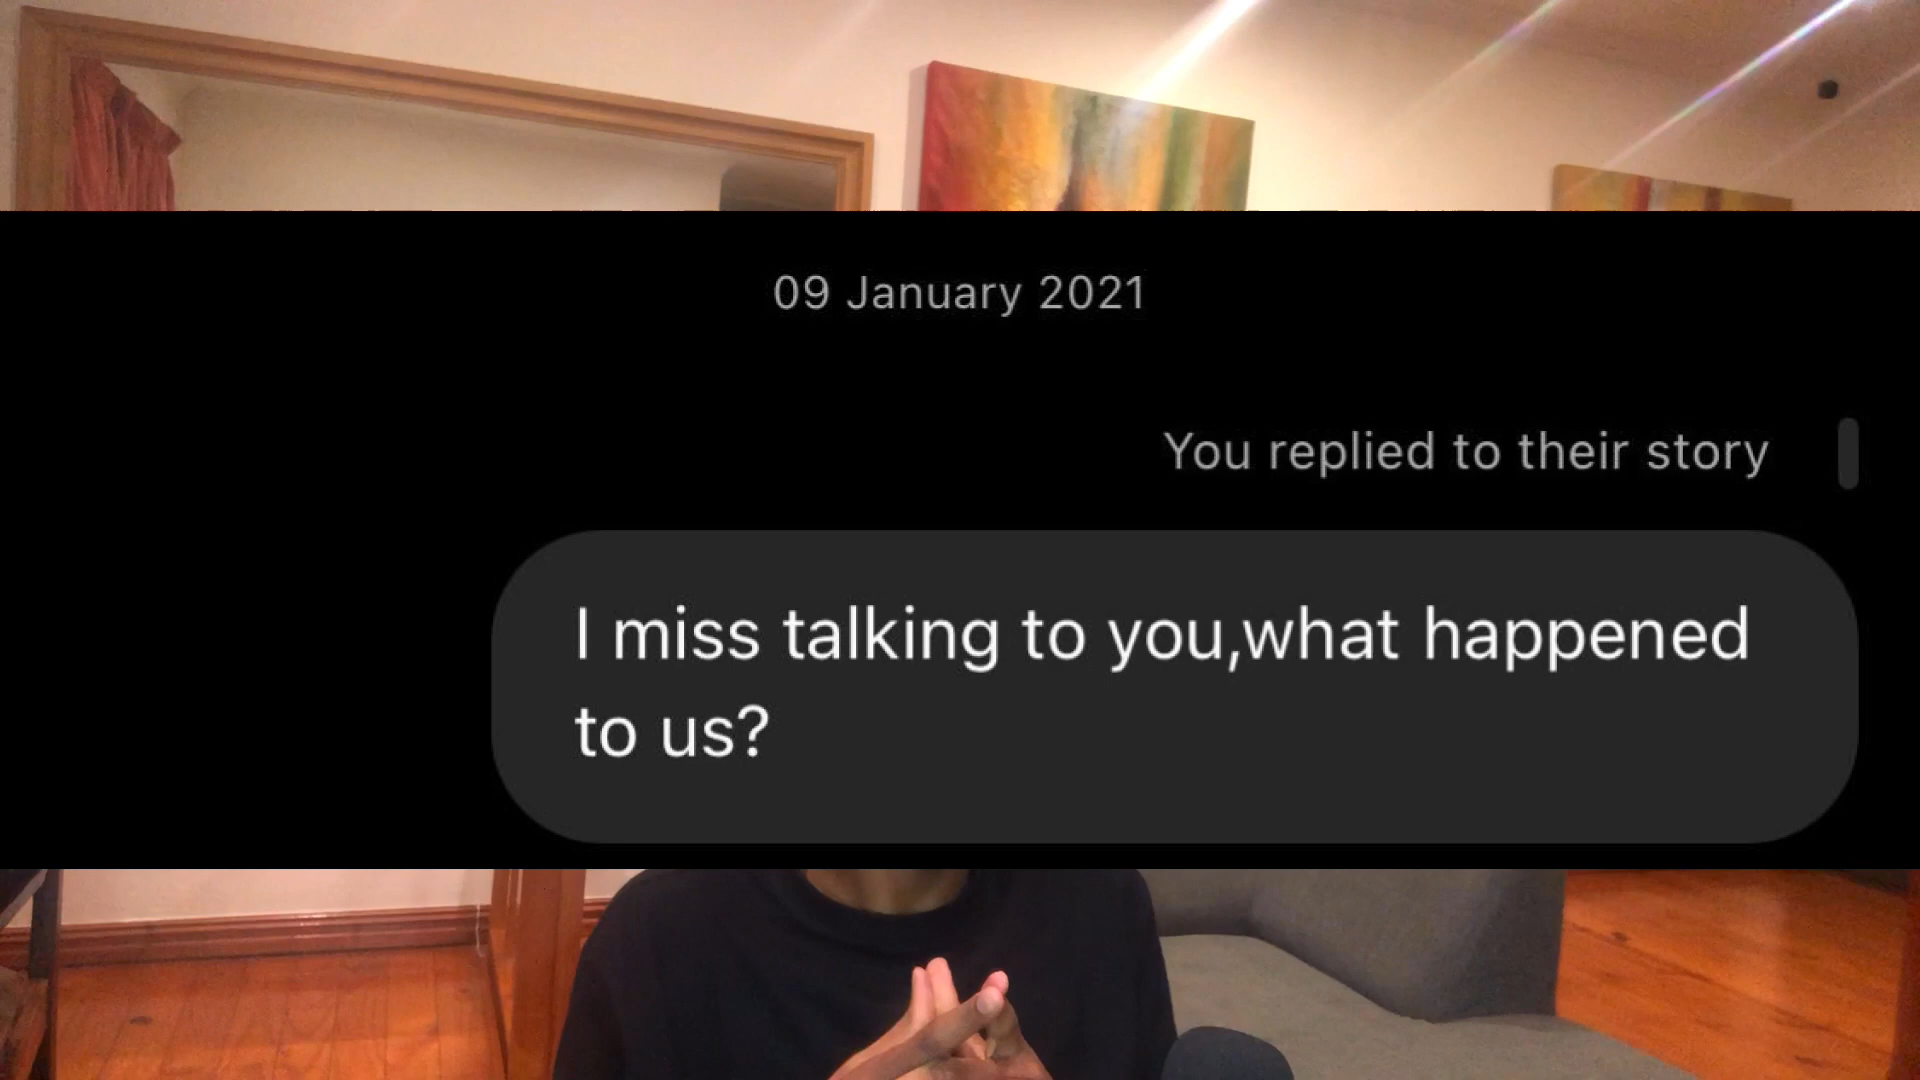 09 January 2021
You replied to their story
I miss talking to you,what happened
to us?